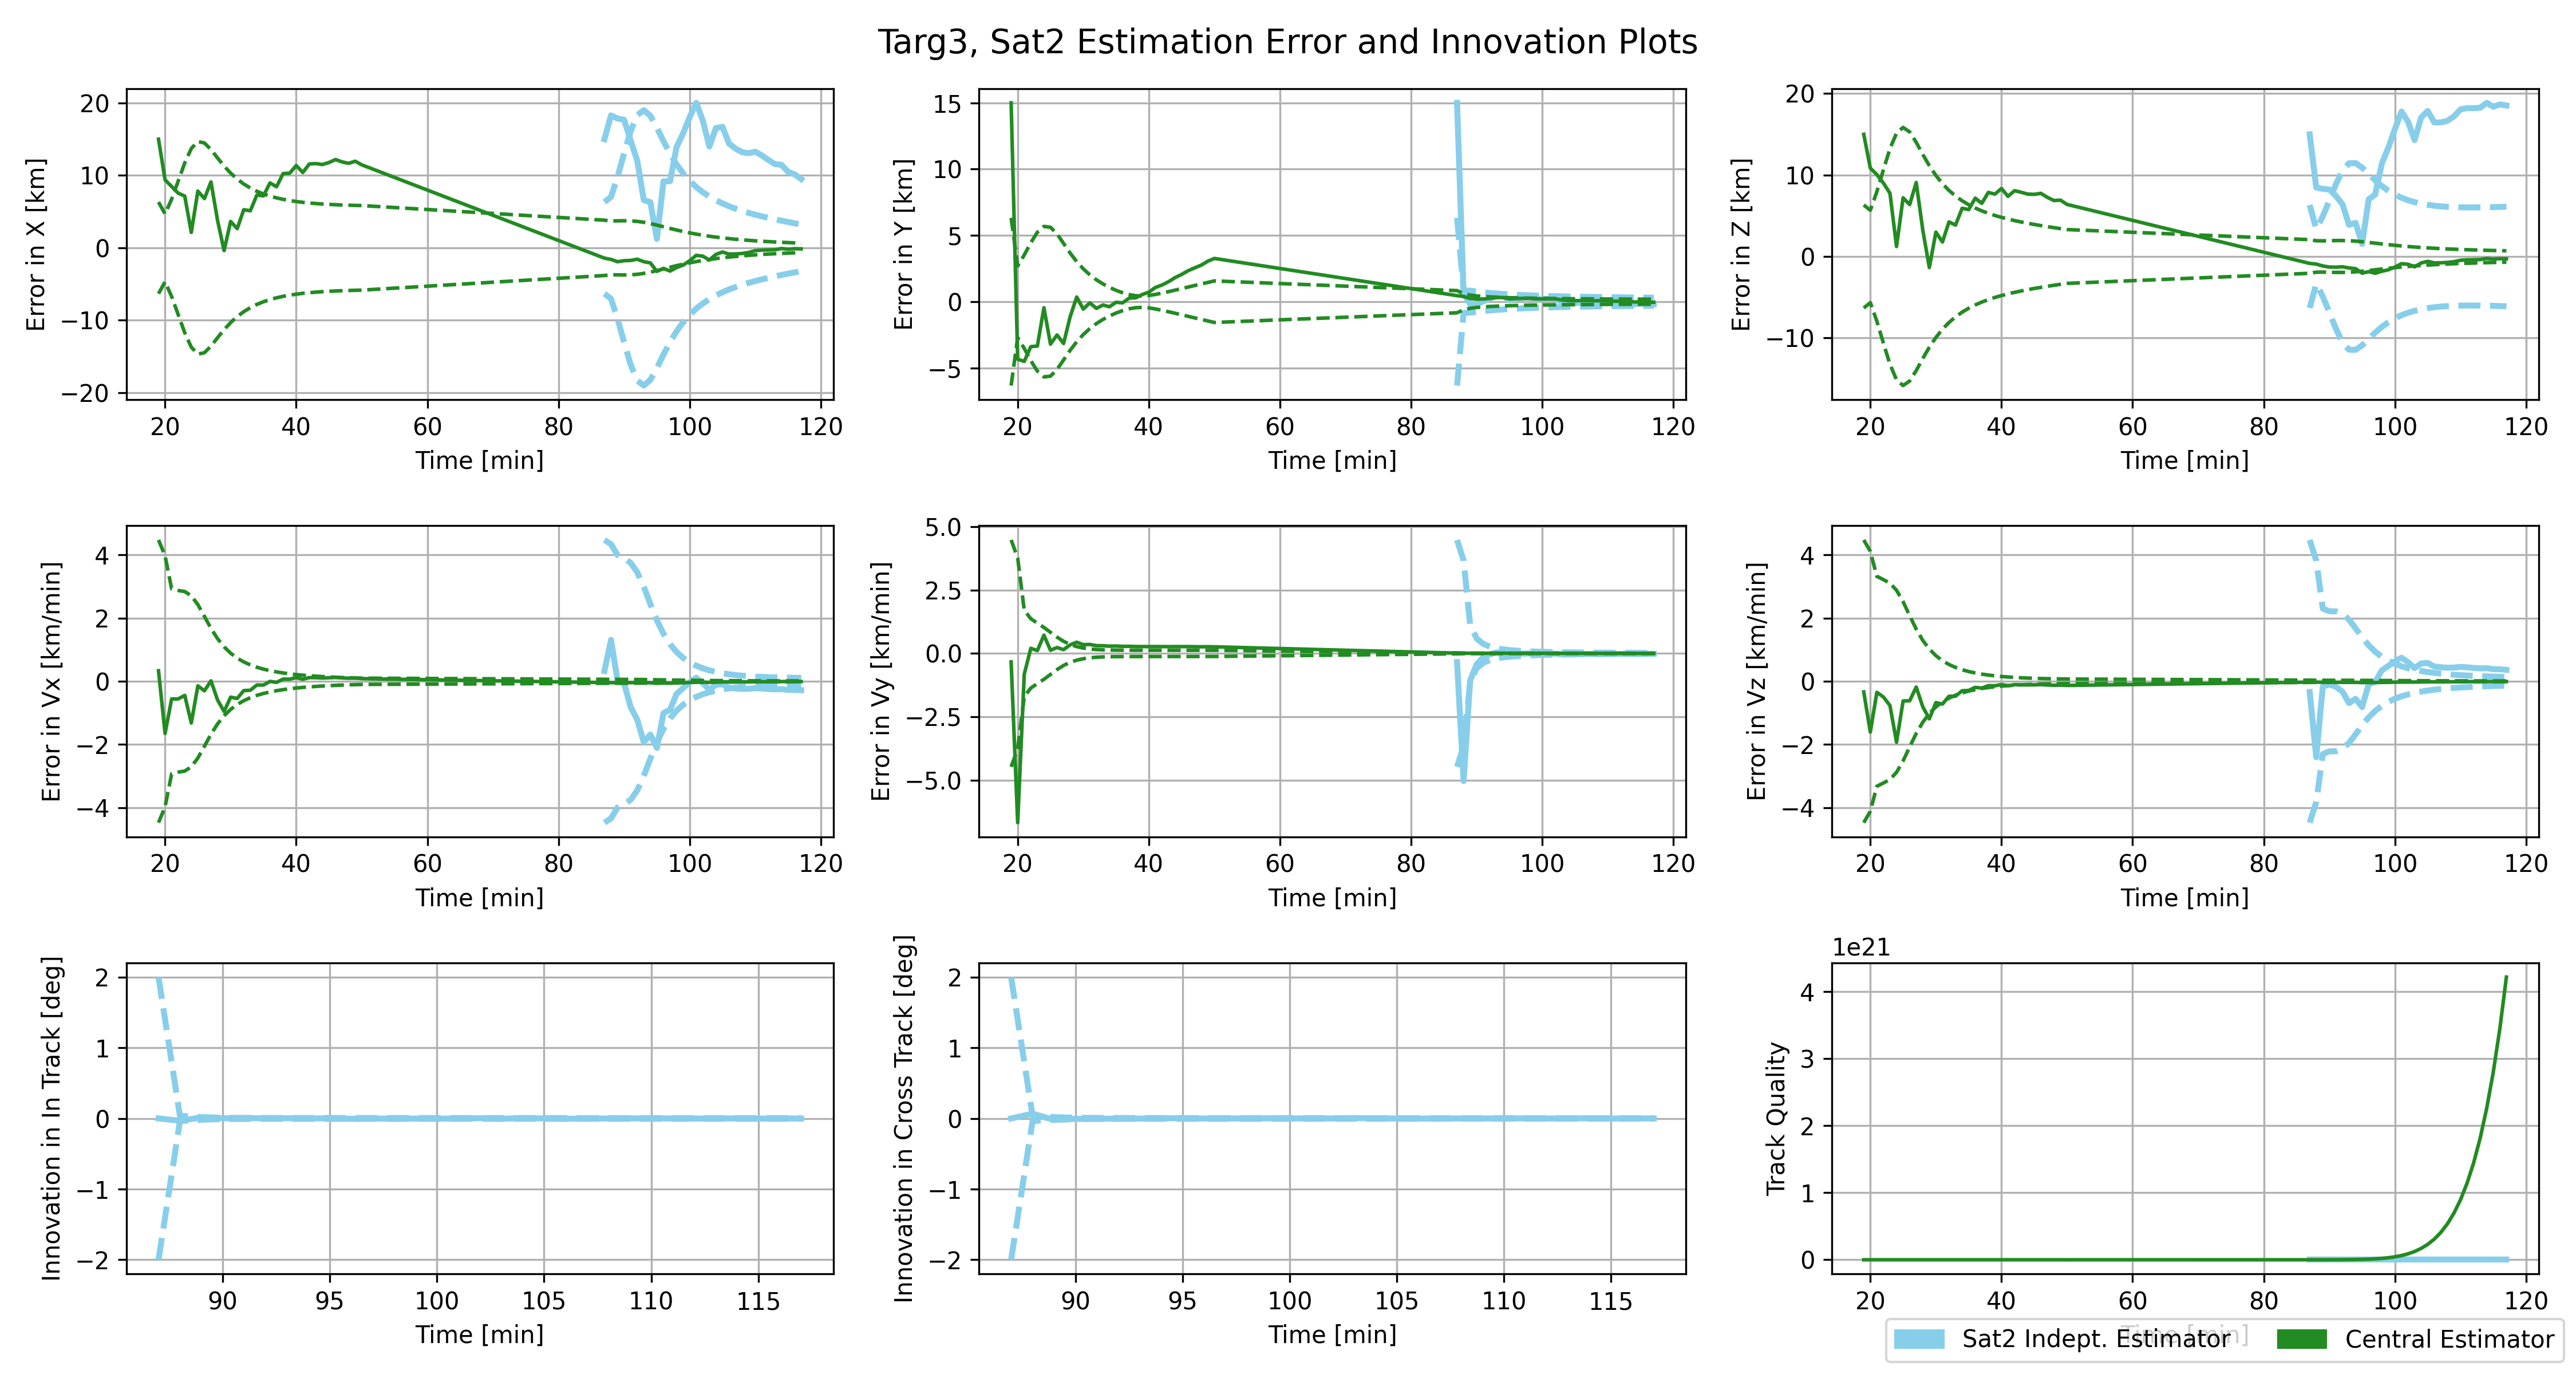 Targ3, Sat2 Estimation Error and Innovation Plots
Error in X [km]
20
10
0
−10
−20
20 40 60 80 100 120
Time [min]
Error in Y [km]
15
10
5
0
−5
20 40 60 80 100 120
Time [min]
Error in Z [km]
20
10
0
−10
20 40 60 80 100 120
Time [min]
Error in Vx [km/min]
4
2
0
−2
−4
20 40 60 80 100 120
Time [min]
Error in Vy [km/min]
5.0
2.5
0.0
−2.5
−5.0
20 40 60 80 100 120
Time [min]
Error in Vz [km/min]
4
2
0
−2
−4
20 40 60 80 100 120
Time [min]
Innovation in In Track [deg]
2
1
0
−1
−2
90 95 100 105 110 115
Time [min]
Innovation in Cross Track [deg]
2
1
0
−1
−2
90 95 100 105 110 115
Time [min]
1e21
Track Quality
4
3
2
1
0
20 40 60 80 100 120
Time [min]
Sat2 Indept. Estimator Central Estimator